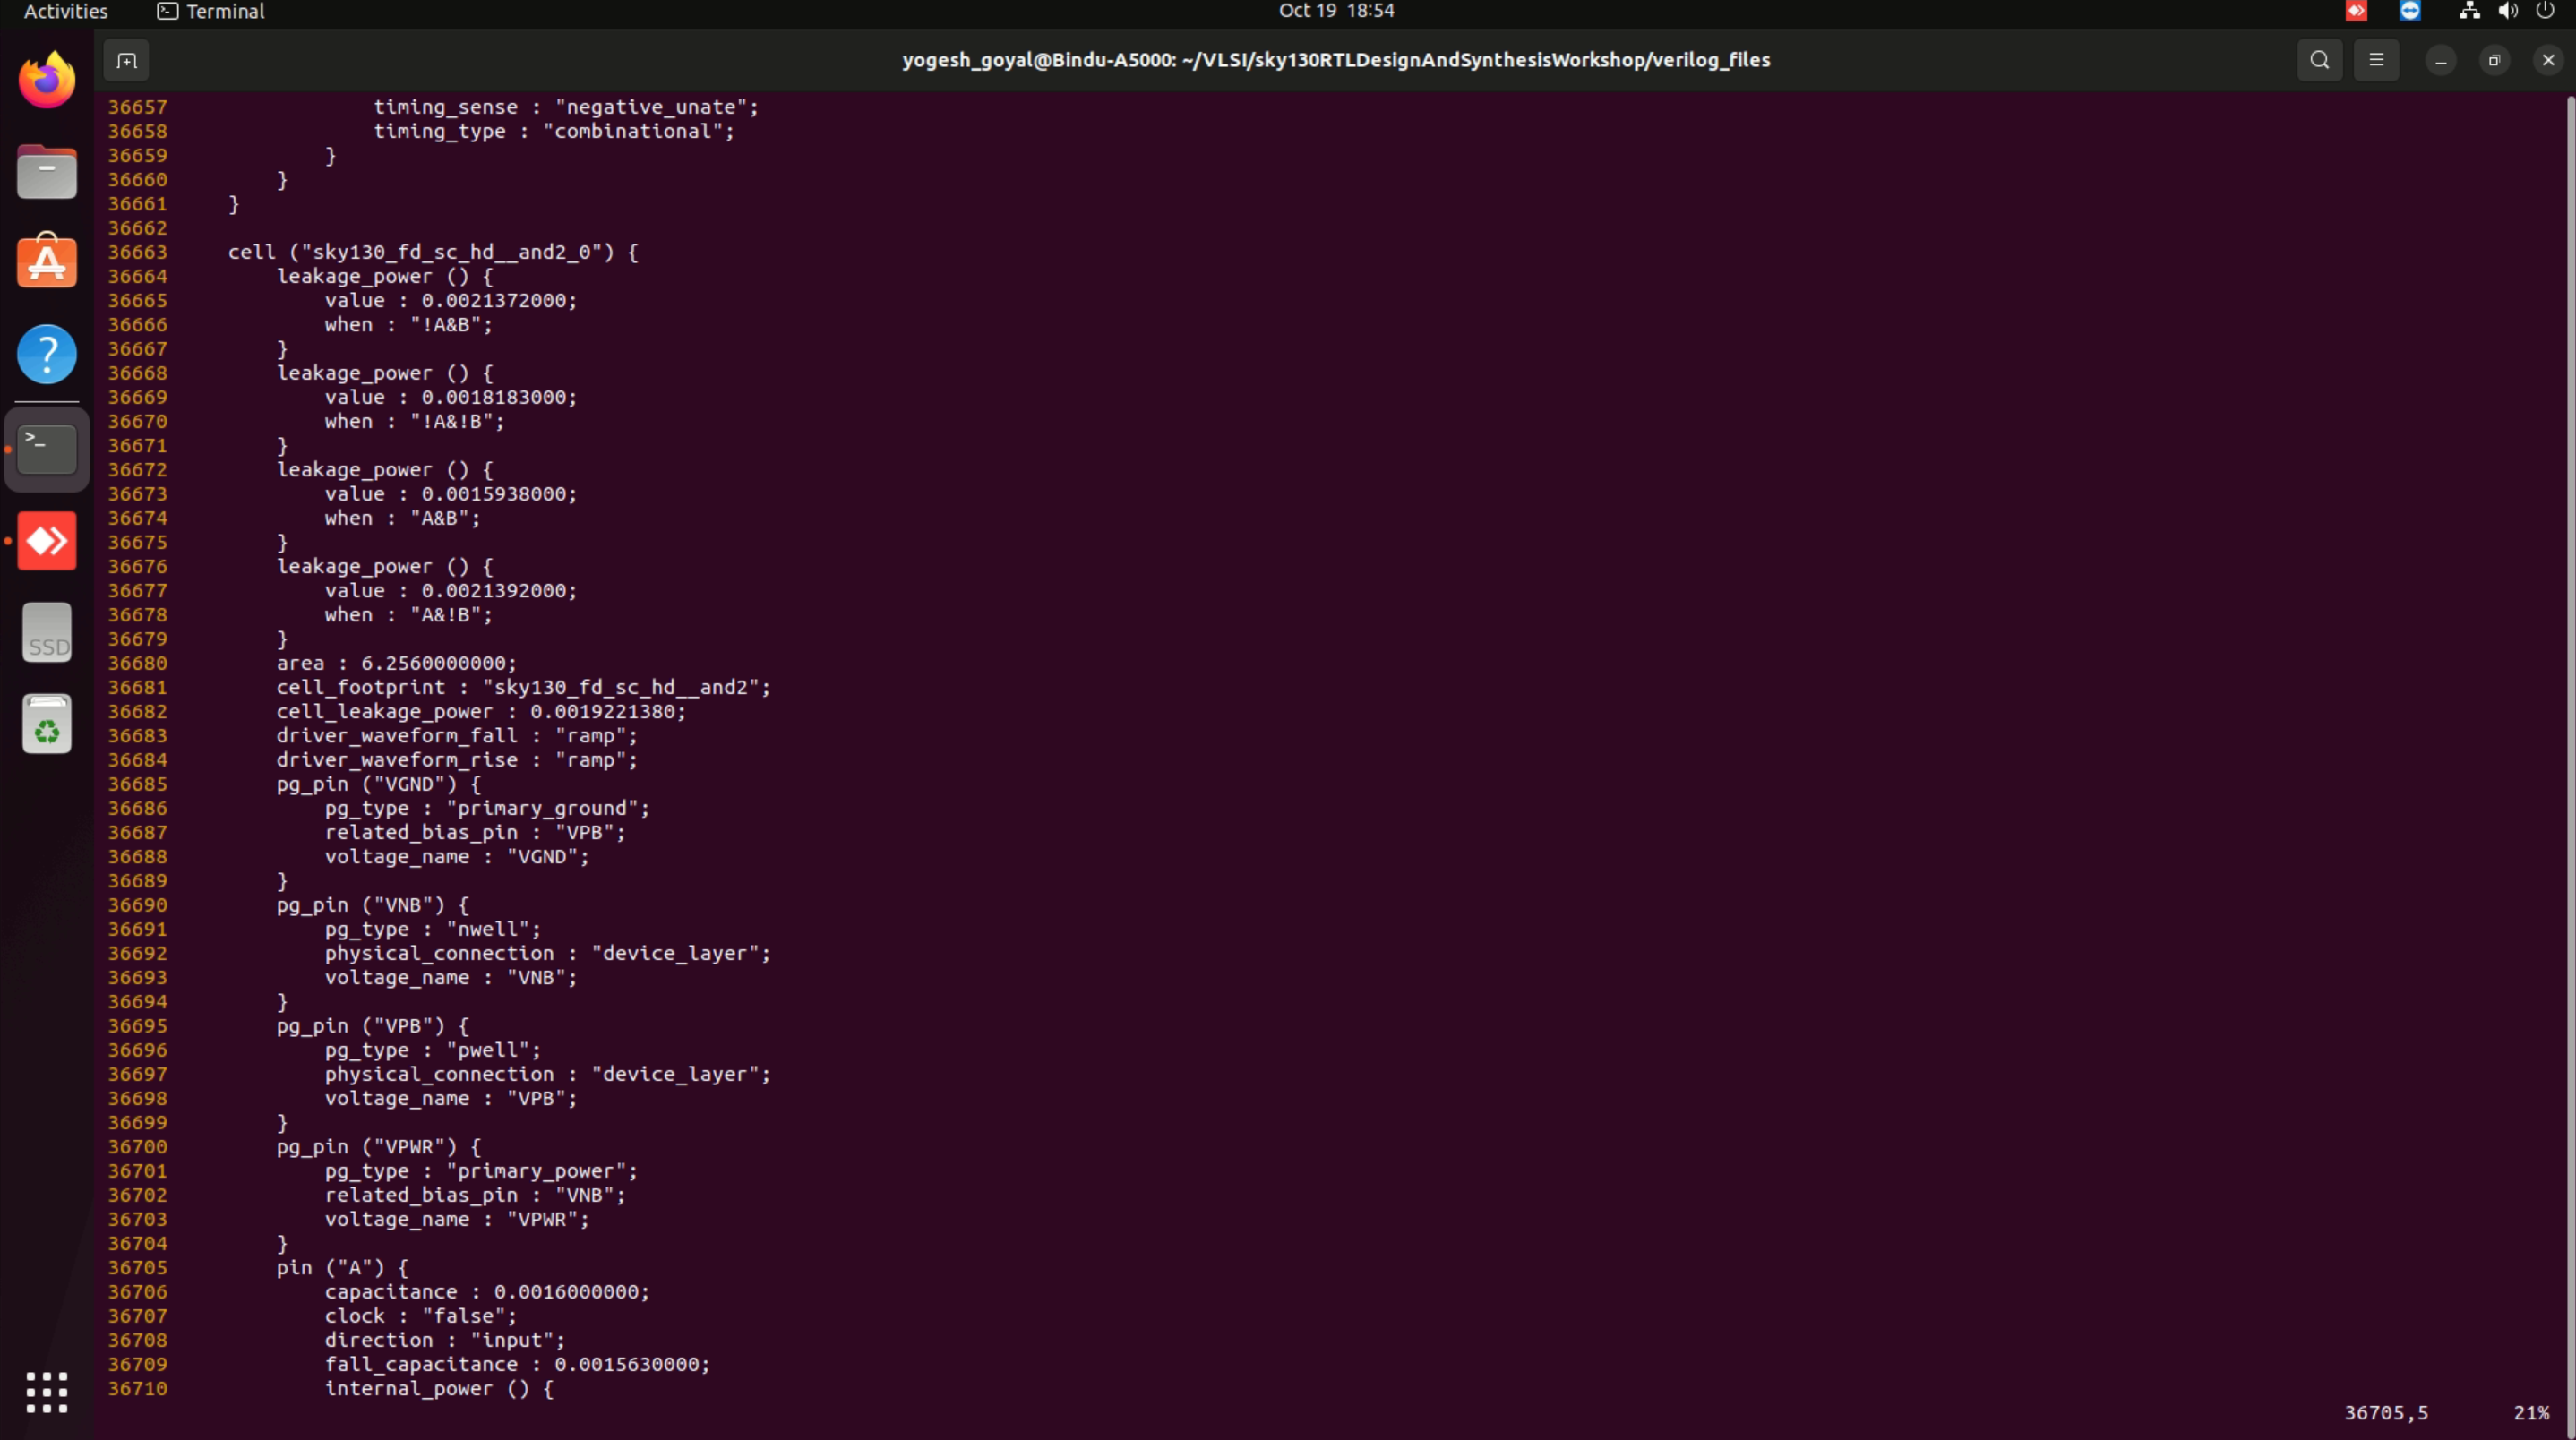 Activities Terminal Oct 19 18:54
yogesh_goyal@Bindu-A5000: ~/VLSI/sky130RTLDesignAndSynthesisWorkshop/verilog_files
36657 timing_sense : "negative_unate";
36658 timing_type : "combinational";
36659 }
36660 }
36661 }
36662
36663 cell ("sky130_fd_sc_hd__and2_0") {
36664 leakage_power () {
36665 value : 0.0021372000;
36666 when : "!A&B";
36667 }
36668 leakage_power () {
36669 value : 0.0018183000;
36670 when : "!A&!B";
36671 }
36672 leakage_power () {
36673 value : 0.0015938000;
36674 when : "A&B";
36675 }
36676 leakage_power () {
36677 value : 0.0021392000;
36678 when : "A&!B";
36679 }
36680 area : 6.2560000000;
36681 cell_footprint : "sky130_fd_sc_hd__and2";
36682 cell_leakage_power : 0.0019221380;
36683 driver_waveform_fall : "ramp";
36684 driver_waveform_rise : "ramp";
36685 pg_pin ("VGND") {
36686 pg_type : "primary_ground";
36687 related_bias_pin : "VPB";
36688 voltage_name : "VGND";
36689 }
36690 pg_pin ("VNB") {
36691 pg_type : "nwell";
36692 physical_connection : "device_layer";
36693 voltage_name : "VNB";
36694 }
36695 pg_pin ("VPB") {
36696 pg_type : "pwell";
36697 physical_connection : "device_layer";
36698 voltage_name : "VPB";
36699 }
36700 pg_pin ("VPWR") {
36701 pg_type : "primary_power";
36702 related_bias_pin : "VNB";
36703 voltage_name : "VPWR";
36704 }
36705 pin ("A") {
36706 capacitance : 0.0016000000;
36707 clock : "false";
36708 direction : "input";
36709 fall_capacitance : 0.0015630000;
36710 internal_power () {
36705,5 21%
SSD